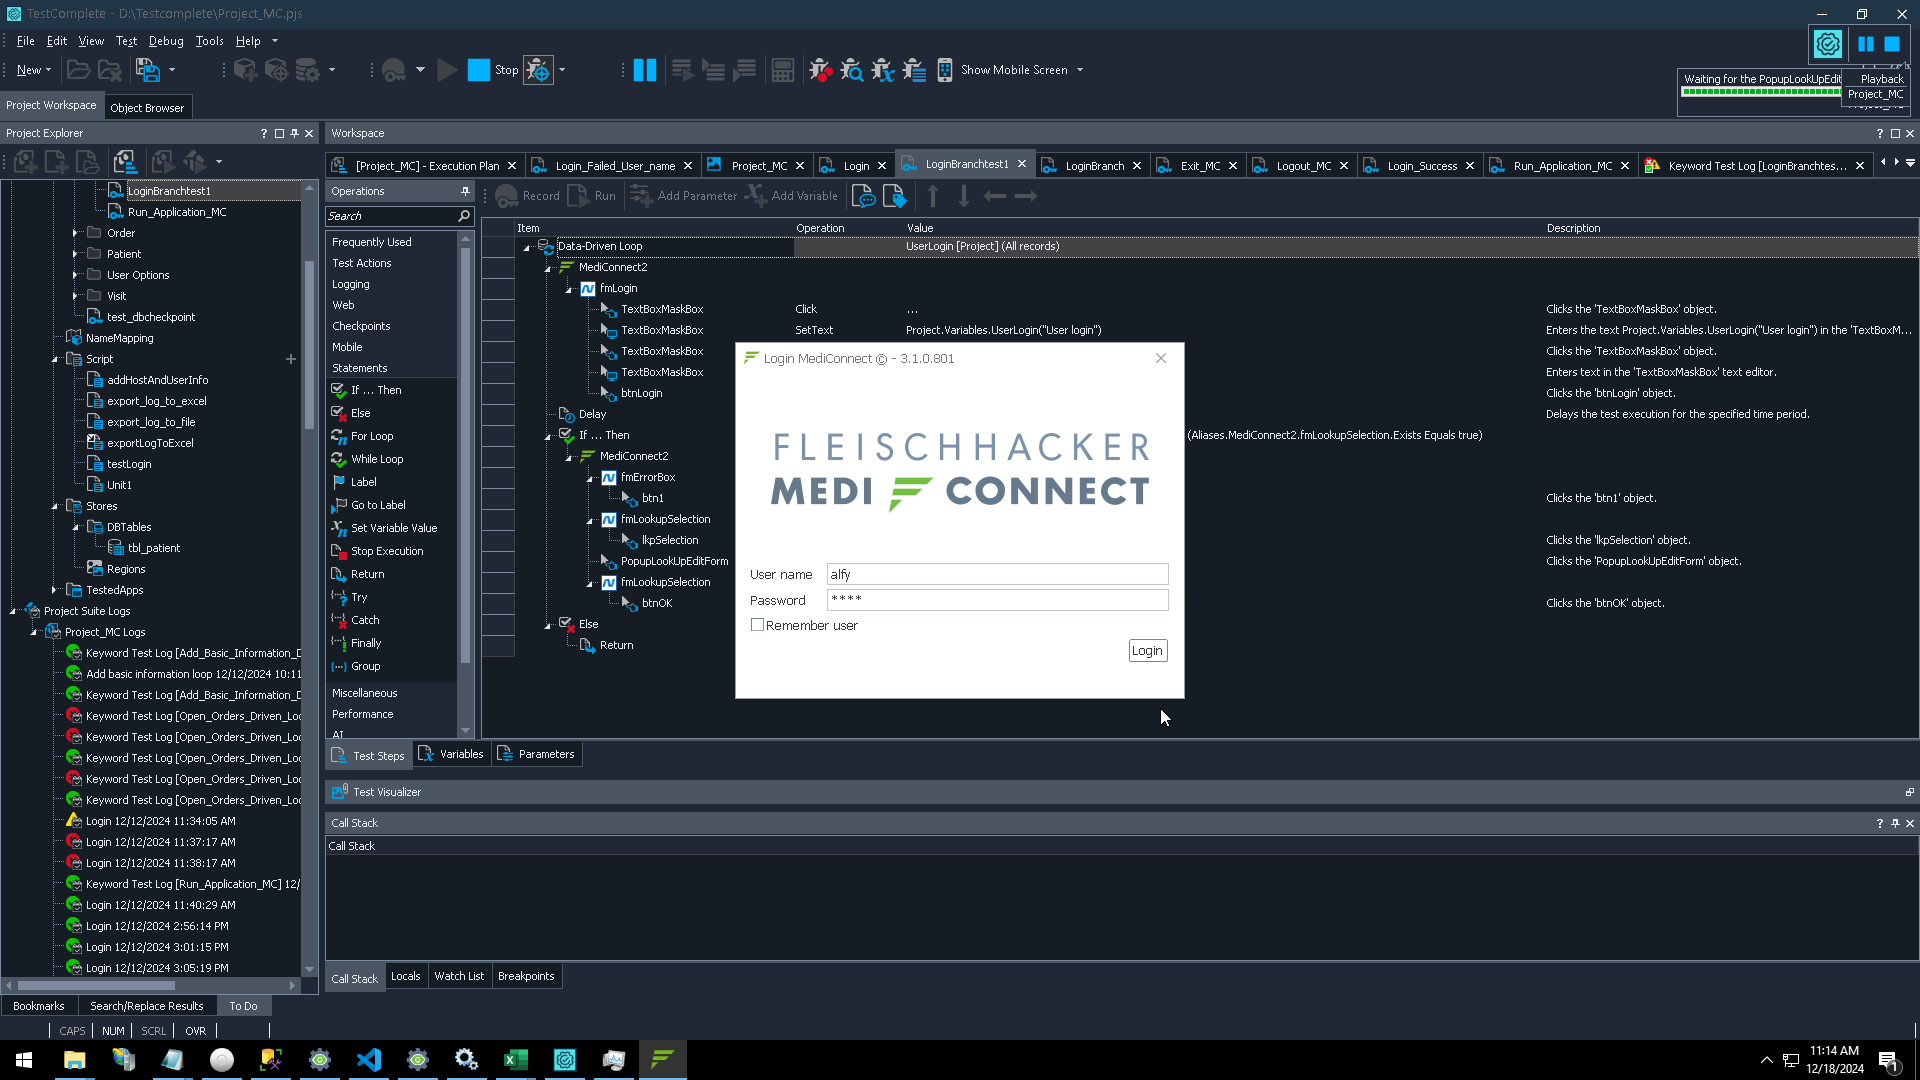 TestComplete - D:\Testcomplete\Project_MC.pjs
File Edit View Test Debug Tools Help
New
Stop
Show Mobile Screen
Waiting for the PopupLookUpEdit
Playback
Project_MC
Project Workspace
Object Browser
Project Explorer
Workspace
[Project_MC] - Execution Plan
Login_Failed_User_name
Project_MC
Login
LoginBranchtest1
LoginBranch
Exit_MC
Logout_MC
Login_Success
Run_Application_MC
Keyword Test Log [LoginBranchtes...
LoginBranchtest1
Run_Application_MC
Order
Patient
User Options
Visit
test_dbcheckpoint
NameMapping
Script
addHostAndUserInfo
export_log_to_excel
export_log_to_file
exportLogToExcel
testLogin
Unit1
Stores
DBTables
tbl_patient
Regions
TestedApps
Project Suite Logs
Project_MC Logs
Keyword Test Log [Add_Basic_Information_D
Add basic information loop 12/12/2024 10:11
Keyword Test Log [Add_Basic_Information_D
Keyword Test Log [Open_Orders_Driven_Loo
Keyword Test Log [Open_Orders_Driven_Loo
Keyword Test Log [Open_Orders_Driven_Loo
Keyword Test Log [Open_Orders_Driven_Loo
Keyword Test Log [Open_Orders_Driven_Loo
Login 12/12/2024 11:34:05 AM
Login 12/12/2024 11:37:17 AM
Login 12/12/2024 11:38:17 AM
Keyword Test Log [Run_Application_MC] 12/
Login 12/12/2024 11:40:29 AM
Login 12/12/2024 2:56:14 PM
Login 12/12/2024 3:01:15 PM
Login 12/12/2024 3:05:19 PM
Bookmarks
Search/Replace Results
To Do
CAPS NUM SCRL OVR
Operations
Search
Frequently Used
Test Actions
Logging
Web
Checkpoints
Mobile
Statements
If ... Then
Else
For Loop
While Loop
Label
Go to Label
Set Variable Value
Stop Execution
Return
Try
Catch
Finally
Group
Miscellaneous
Performance
AI
Record Run Add Parameter Add Variable
Item Operation Value Description
Data-Driven Loop UserLogin [Project] (All records)
MediConnect2
fmLogin
TextBoxMaskBox Click ... Clicks the 'TextBoxMaskBox' object.
TextBoxMaskBox SetText Project.Variables.UserLogin("User login") Enters the text Project.Variables.UserLogin("User login") in the 'TextBoxM...
TextBoxMaskBox Clicks the 'TextBoxMaskBox' object.
TextBoxMaskBox Enters text in the 'TextBoxMaskBox' text editor.
btnLogin Clicks the 'btnLogin' object.
Delay Delays the test execution for the specified time period.
If ... Then (Aliases.MediConnect2.fmLookupSelection.Exists Equals true)
MediConnect2
fmErrorBox
btn1 Clicks the 'btn1' object.
fmLookupSelection
lkpSelection Clicks the 'lkpSelection' object.
PopupLookUpEditForm Clicks the 'PopupLookUpEditForm' object.
fmLookupSelection
btnOK Clicks the 'btnOK' object.
Else
Return
Login MediConnect © - 3.1.0.801
FLEISCHHACKER
MEDI CONNECT
User name alfy
Password ****
Remember user
Login
Test Steps
Variables
Parameters
Test Visualizer
Call Stack
Call Stack
Call Stack
Locals
Watch List
Breakpoints
11:14 AM
12/18/2024
1